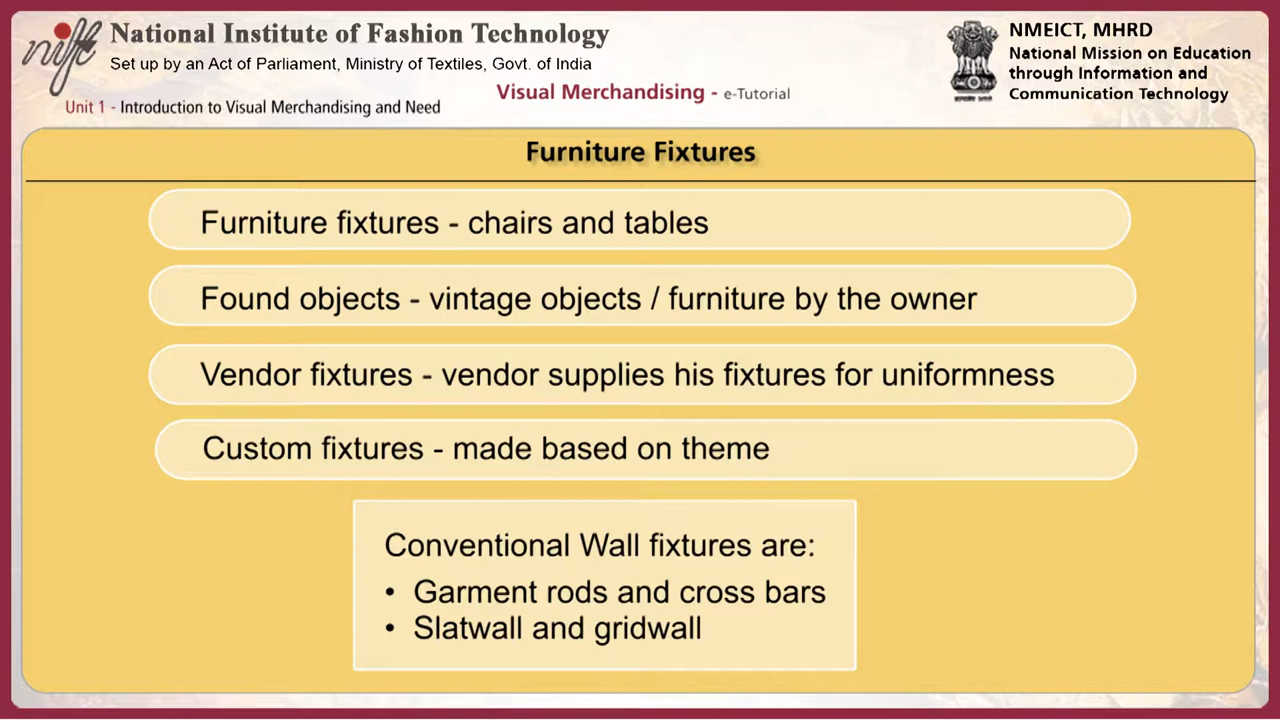 nift
National Institute of Fashion Technology
Set up by an Act of Parliament, Ministry of Textiles, Govt. of India
Unit 1 - Introduction to Visual Merchandising and Need
Visual Merchandising - e-Tutorial
NMEICT, MHRD
National Mission on Education
through Information and
Communication Technology
Furniture Fixtures
Furniture fixtures - chairs and tables
Found objects - vintage objects / furniture by the owner
Vendor fixtures - vendor supplies his fixtures for uniformness
Custom fixtures - made based on theme
Conventional Wall fixtures are:
• Garment rods and cross bars
• Slatwall and gridwall